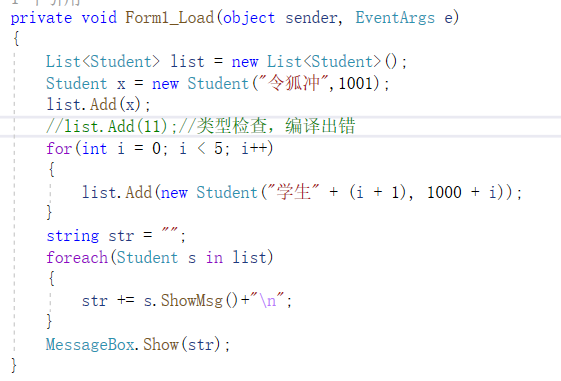 private void Form1_Load(object sender, EventArgs e)
{
List<Student> list = new List<Student>();
Student x = new Student("令狐冲",1001);
list.Add(x);
//list.Add(11);//类型检查，编译出错
for(int i = 0; i < 5; i++)
{
list.Add(new Student("学生" + (i + 1), 1000 + i));
}
string str = "";
foreach(Student s in list)
{
str += s.ShowMsg()+"\n";
}
MessageBox.Show(str);
}